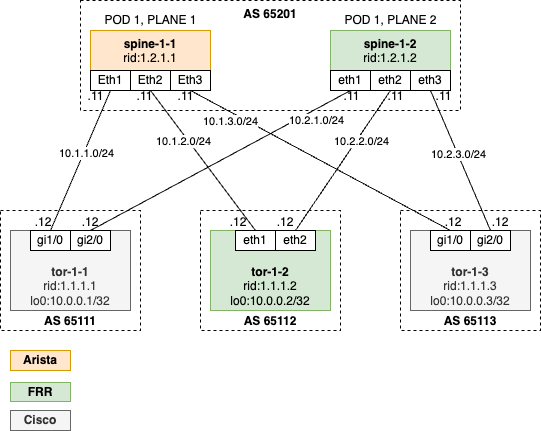 AS 65201
POD 1, PLANE 1
POD 1, PLANE 2
spine-1-1
rid:1.2.1.1
spine-1-2
rid:1.2.1.2
Eth1 Eth2 Eth3
eth1 eth2 eth3
.11 .11 .11
.11 .11 .11
10.1.3.0/24
10.2.1.0/24
10.1.1.0/24
10.1.2.0/24
10.2.2.0/24
10.2.3.0/24
.12 .12
.12 .12
.12 .12
gi1/0 gi2/0
eth1 eth2
gi1/0 gi2/0
tor-1-1
rid:1.1.1.1
lo0:10.0.0.1/32
tor-1-2
rid:1.1.1.2
lo0:10.0.0.2/32
tor-1-3
rid:1.1.1.3
lo0:10.0.0.3/32
AS 65111
AS 65112
AS 65113
Arista
FRR
Cisco